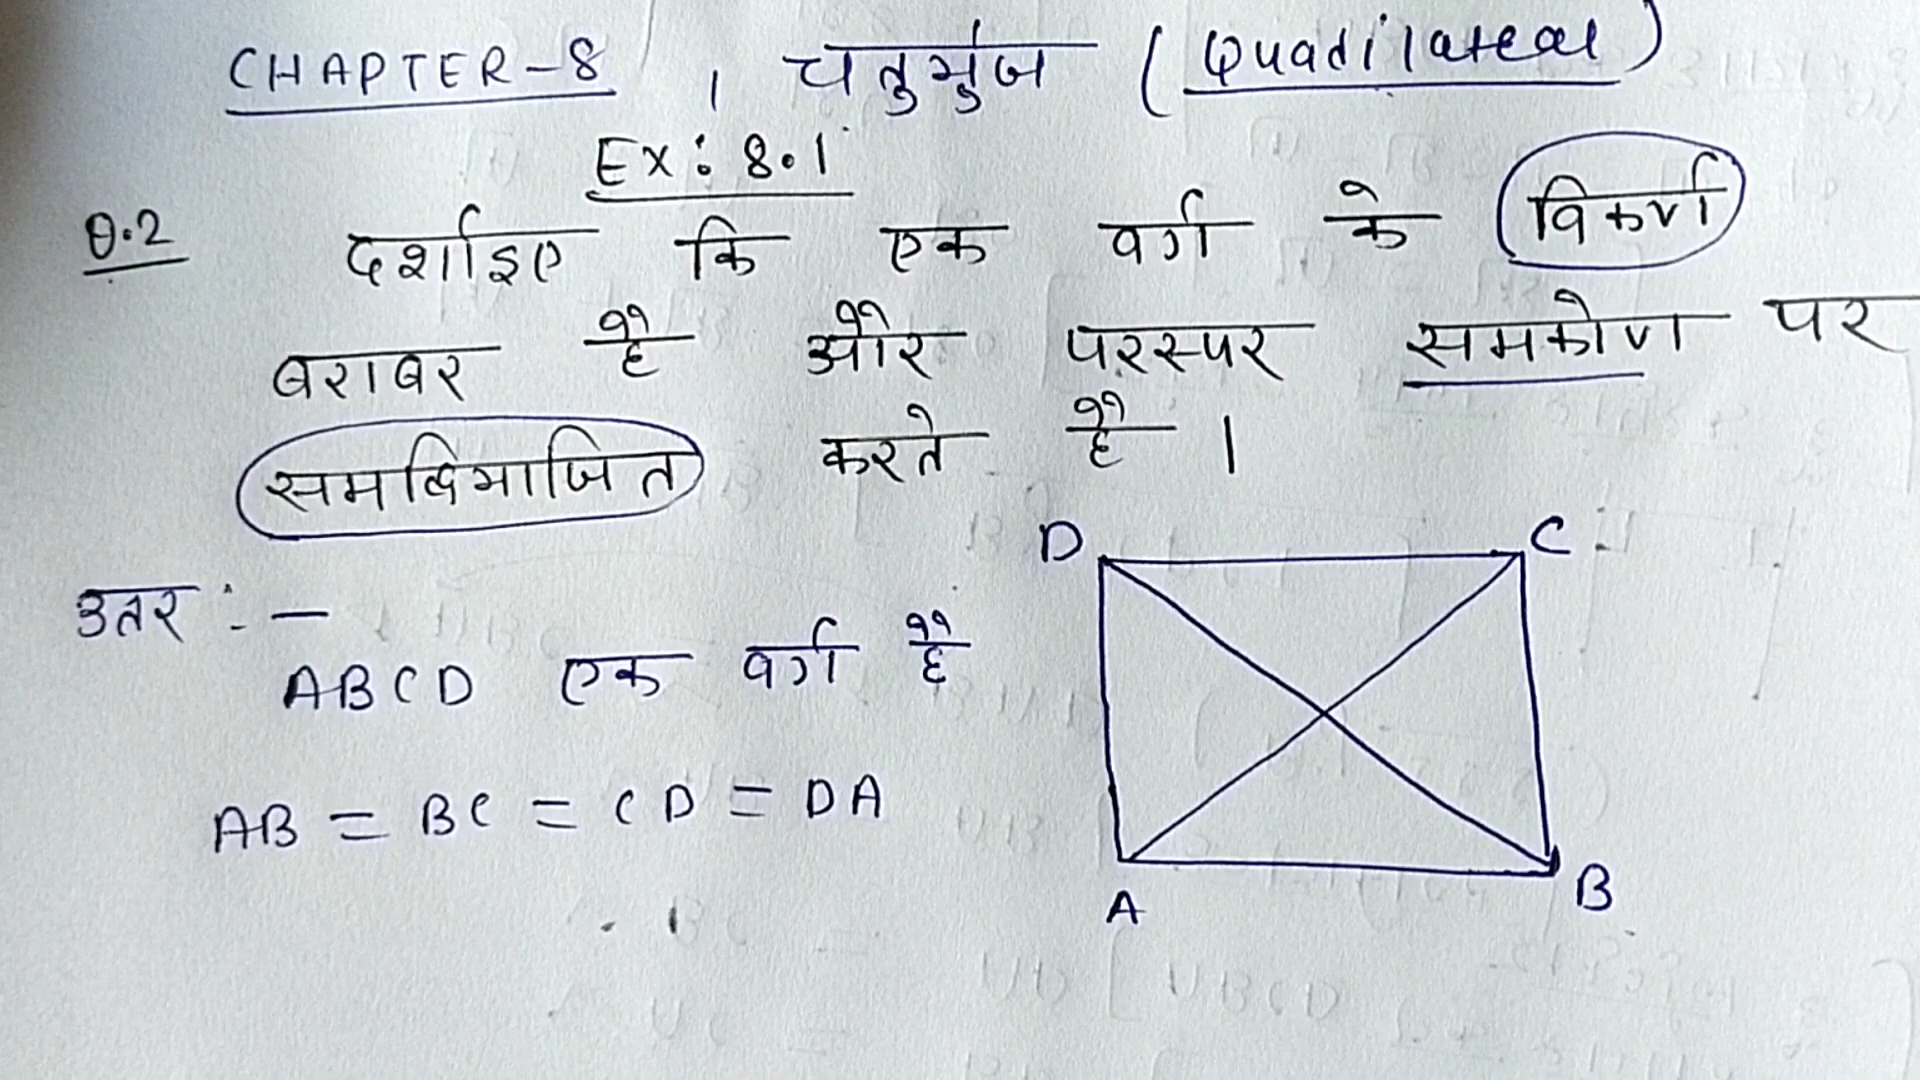 CHAPTER-8, चतुर्भुज (Quadilateral)
Ex: 8.1
Q.2 दर्शाइए कि एक वर्ग के विकर्ण
बराबर है और परस्पर समकोण पर
समद्विभाजित करते है ।
उतर :-
ABCD एक वर्ग है
AB = BC = CD = DA
D C
A B